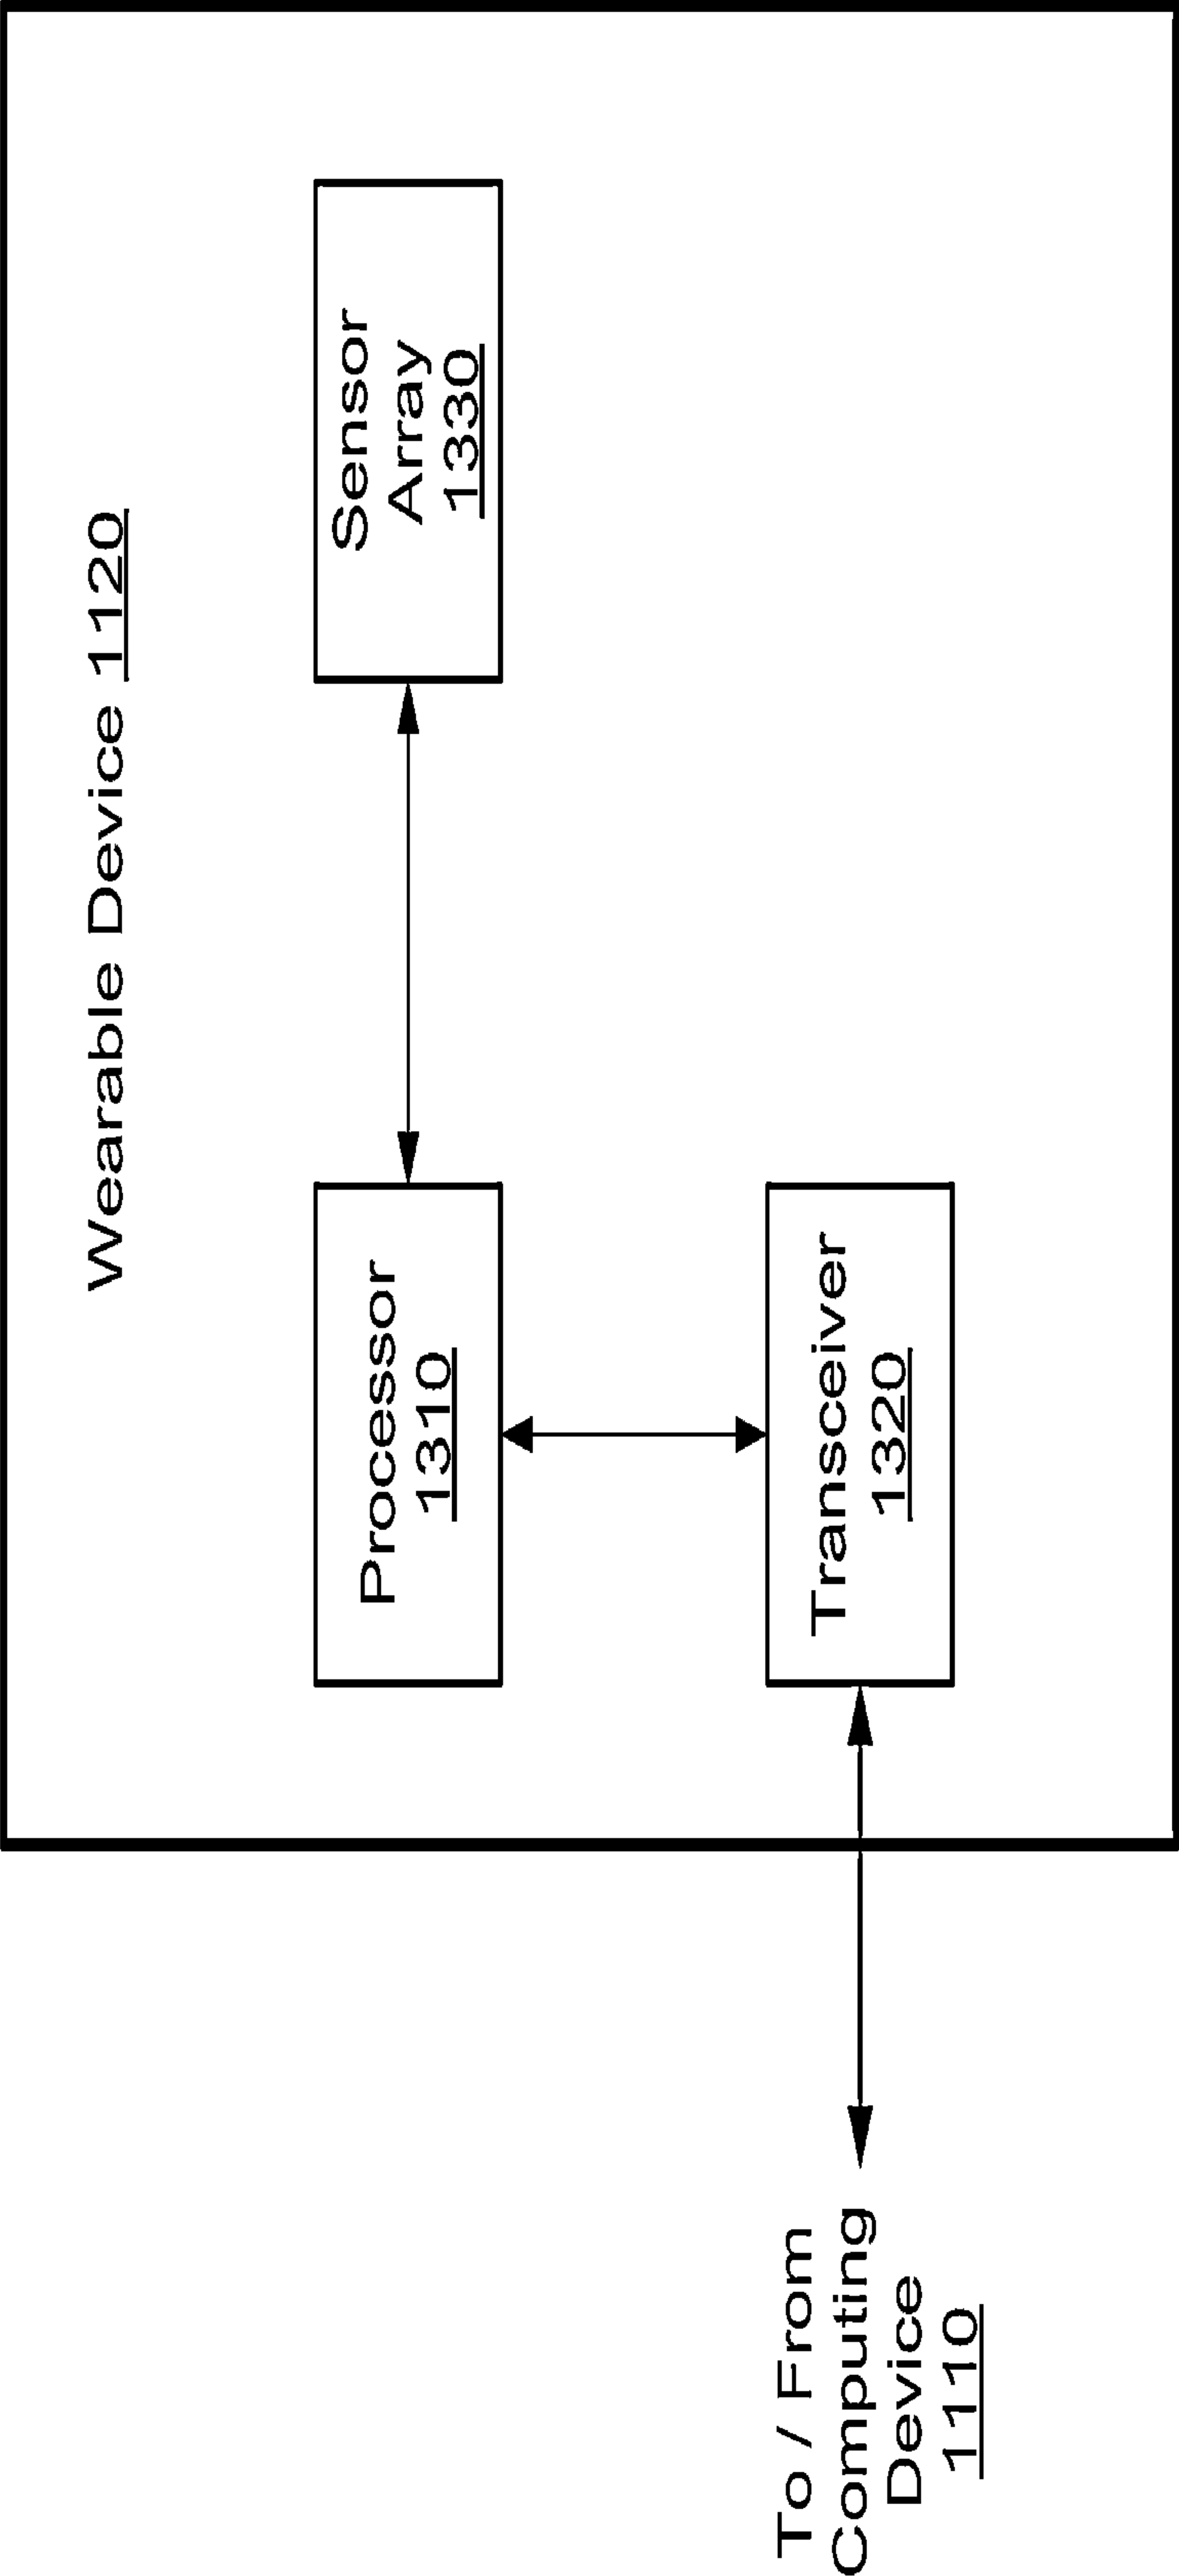 Wearable Device 1120
Processor
1310
Sensor
Array
1330
Transceiver
1320
To / From
Computing
Device
1110